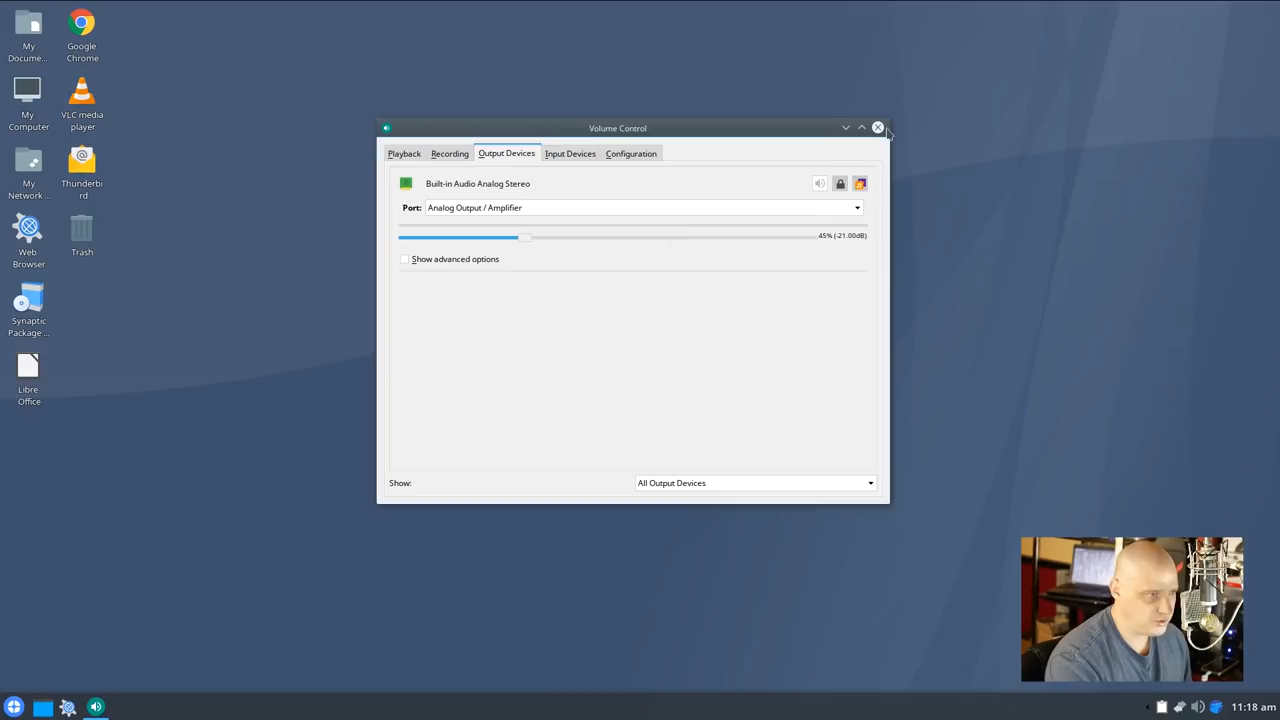 My
Docume...
Google
Chrome
My
Computer
VLC media
player
My
Network ...
Thunderbi
rd
Web
Browser
Trash
Synaptic
Package ...
Libre
Office
Volume Control
Playback
Recording
Output Devices
Input Devices
Configuration
Built-in Audio Analog Stereo
Port:
Analog Output / Amplifier
45% (-21.00dB)
Show advanced options
Show:
All Output Devices
11:18 am